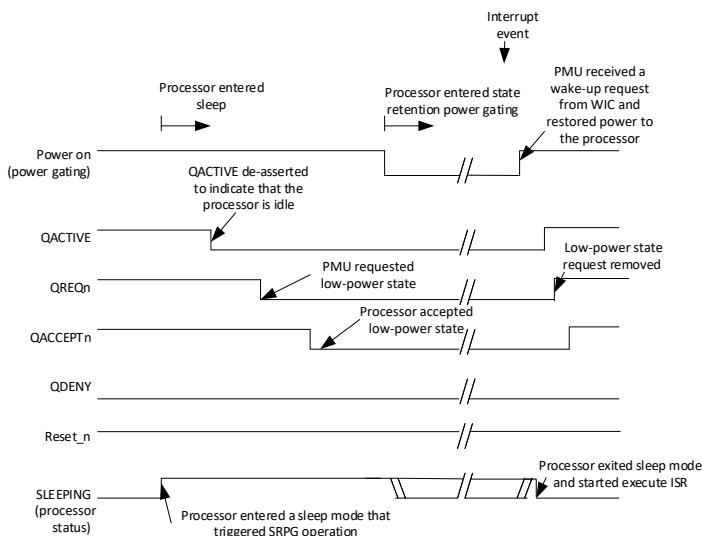 Interrupt
event
Processor entered
sleep
Processor entered state
retention power gating
PMU received a
wake-up request
from WIC and
restored power to
the processor
Power on
(power gating)
QACTIVE de-asserted
to indicate that the
processor is idle
QACTIVE
Low-power state
request removed
PMU requested
low-power state
QREQn
Processor accepted
low-power state
QACCEPTn
QDENY
Reset_n
Processor exited sleep mode
and started execute ISR
SLEEPING
(processor
status)
Processor entered a sleep mode that
triggered SRPG operation